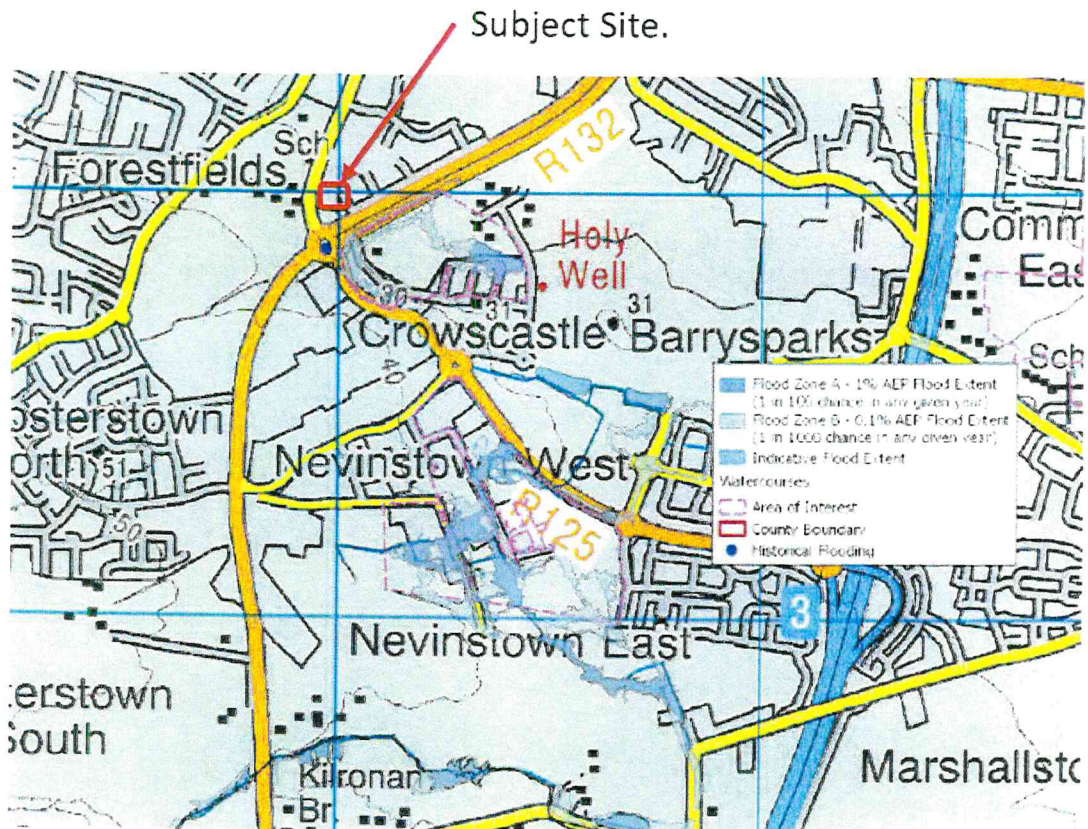 Subject Site.
Sch
Forestfields
R132
Holy
Well
Comm
Eas
30
31
31
Crowscastle
Barrysparks
40
Sch
Flood Zone A - 1% AEP Flood Extent
(1 in 100 chance in any given year)
Flood Zone B - 0.1% AEP Flood Extent
(1 in 1000 chance in any given year)
Indicative Flood Extent
Watercourses
Area of Interest
County Boundary
Historical Flooding
osterstown
orth
51
50
Nevinstown West
R125
3
Nevinstown East
terstown
South
Kilronan
Br.
Marshallsto